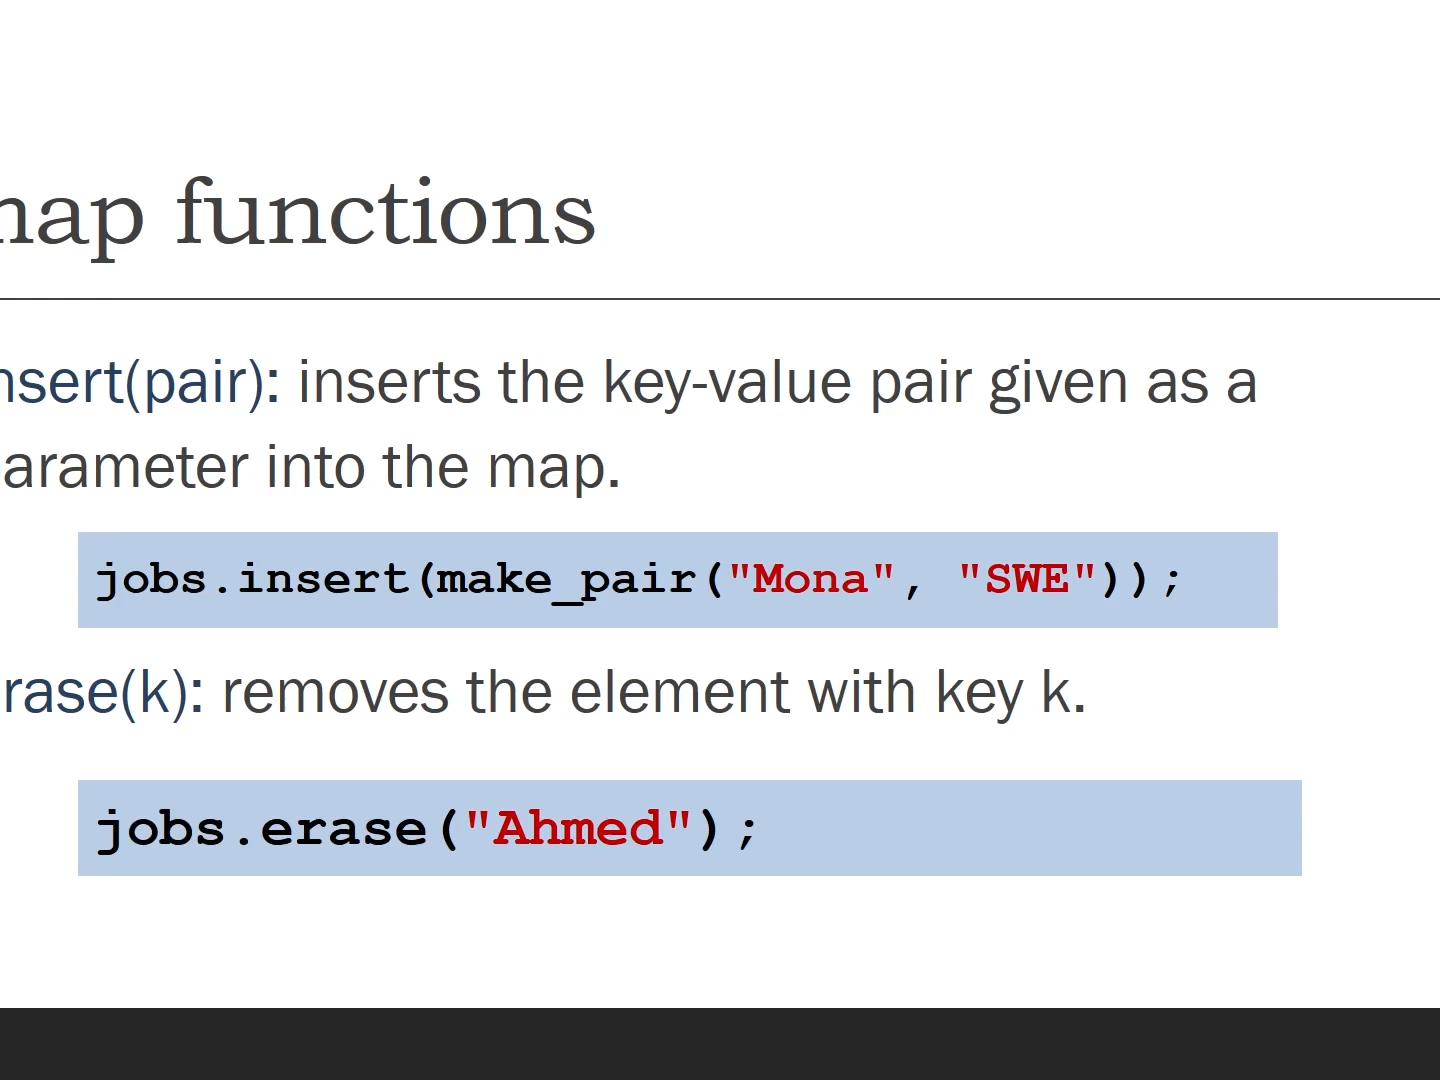 map functions
nsert(pair): inserts the key-value pair given as a
arameter into the map.
jobs.insert(make_pair("Mona", "SWE"));
rase(k): removes the element with key k.
jobs.erase("Ahmed");